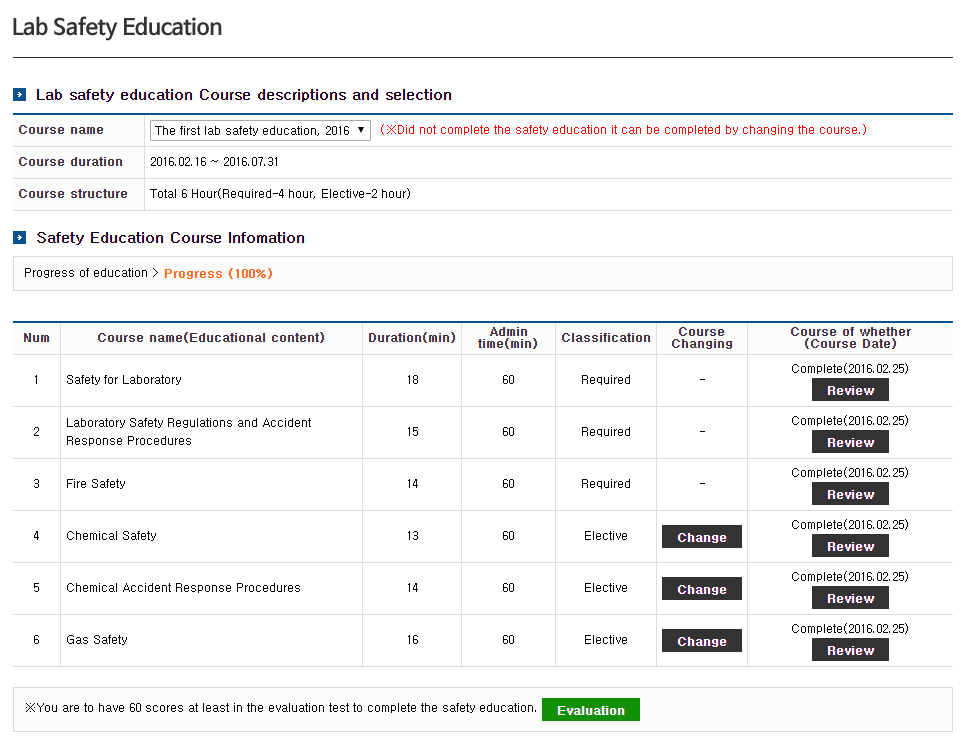 Lab Safety Education
Lab safety education Course descriptions and selection
Course name The first lab safety education, 2016 ▼ (※Did not complete the safety education it can be completed by changing the course.)
Course duration 2016.02.16 ~ 2016.07.31
Course structure Total 6 Hour(Required-4 hour, Elective-2 hour)
Safety Education Course Infomation
Progress of education > Progress (100%)
Num Course name(Educational content) Duration(min) Admin time(min) Classification Course Changing Course of whether (Course Date)
1 Safety for Laboratory 18 60 Required - Complete(2016.02.25) Review
2 Laboratory Safety Regulations and Accident Response Procedures 15 60 Required - Complete(2016.02.25) Review
3 Fire Safety 14 60 Required - Complete(2016.02.25) Review
4 Chemical Safety 13 60 Elective Change Complete(2016.02.25) Review
5 Chemical Accident Response Procedures 14 60 Elective Change Complete(2016.02.25) Review
6 Gas Safety 16 60 Elective Change Complete(2016.02.25) Review
※You are to have 60 scores at least in the evaluation test to complete the safety education. Evaluation